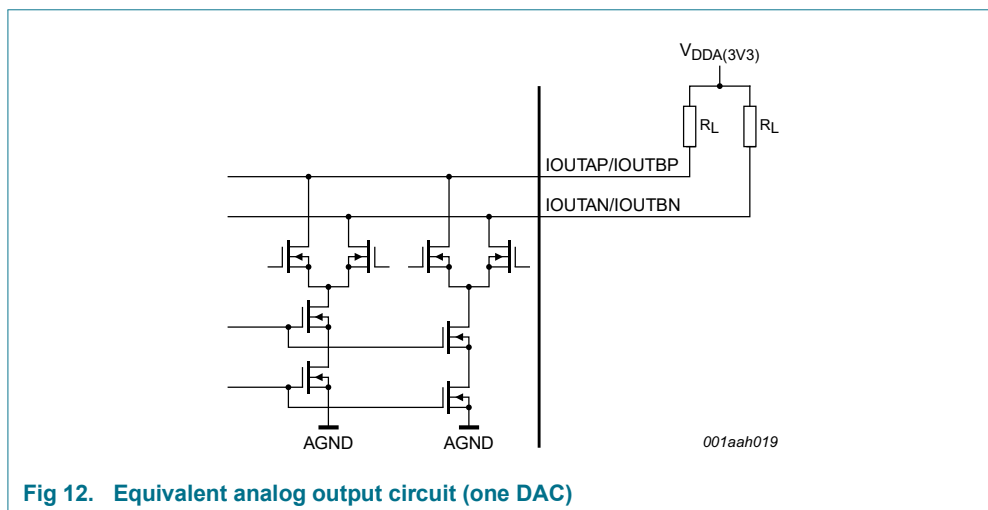 VDDA(3V3)
RL
RL
IOUTAP/IOUTBP
IOUTAN/IOUTBN
AGND
AGND
001aah019
Fig 12. Equivalent analog output circuit (one DAC)